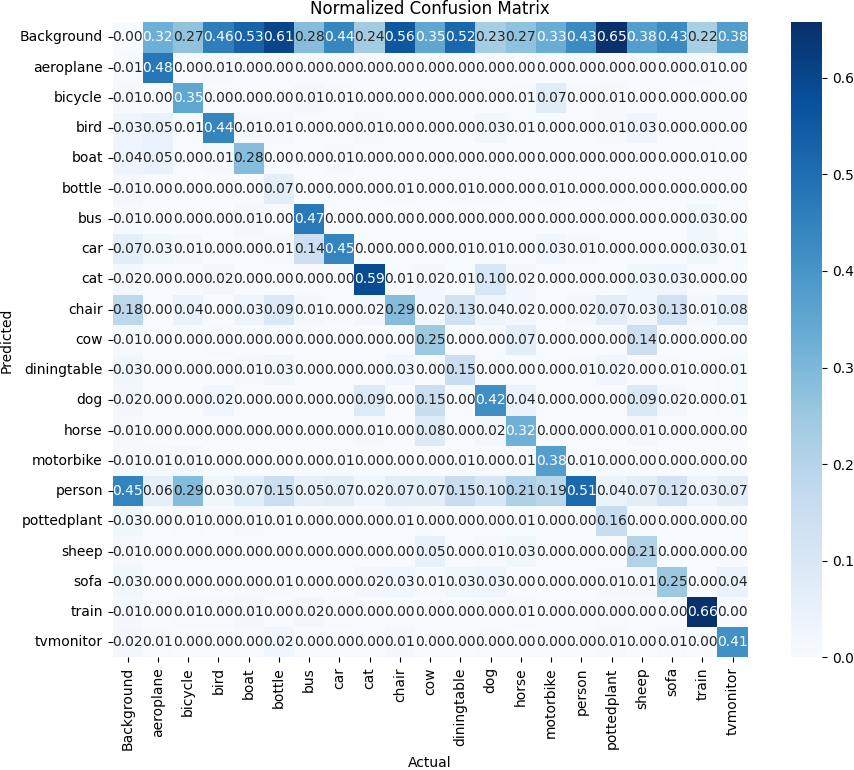 Normalized Confusion Matrix
Predicted
Background 0.00 0.32 0.27 0.46 0.53 0.61 0.28 0.44 0.24 0.56 0.35 0.52 0.23 0.27 0.33 0.43 0.65 0.38 0.43 0.22 0.38
aeroplane 0.01 0.48 0.00 0.01 0.00 0.00 0.00 0.00 0.00 0.00 0.00 0.00 0.00 0.00 0.00 0.00 0.00 0.00 0.00 0.01 0.00
bicycle 0.01 0.00 0.35 0.00 0.00 0.00 0.01 0.01 0.00 0.00 0.00 0.00 0.00 0.01 0.07 0.00 0.01 0.00 0.00 0.00 0.00
bird 0.03 0.05 0.01 0.44 0.01 0.01 0.00 0.00 0.01 0.00 0.00 0.00 0.03 0.01 0.00 0.00 0.01 0.03 0.00 0.00 0.00
boat 0.04 0.05 0.00 0.01 0.28 0.00 0.00 0.01 0.00 0.00 0.00 0.00 0.00 0.00 0.00 0.00 0.00 0.00 0.00 0.01 0.00
bottle 0.01 0.00 0.00 0.00 0.00 0.07 0.00 0.00 0.00 0.01 0.00 0.01 0.00 0.00 0.01 0.00 0.00 0.00 0.00 0.00 0.00
bus 0.01 0.00 0.00 0.00 0.01 0.00 0.47 0.00 0.00 0.00 0.00 0.00 0.00 0.00 0.00 0.00 0.00 0.00 0.00 0.03 0.00
car 0.07 0.03 0.01 0.00 0.00 0.01 0.14 0.45 0.00 0.00 0.00 0.01 0.01 0.00 0.03 0.01 0.00 0.00 0.00 0.03 0.01
cat 0.02 0.00 0.00 0.02 0.00 0.00 0.00 0.00 0.59 0.01 0.02 0.01 0.10 0.02 0.00 0.00 0.00 0.03 0.03 0.00 0.00
chair 0.18 0.00 0.04 0.00 0.03 0.09 0.01 0.00 0.02 0.29 0.02 0.13 0.04 0.02 0.00 0.02 0.07 0.03 0.13 0.01 0.08
cow 0.01 0.00 0.00 0.00 0.00 0.00 0.00 0.00 0.00 0.00 0.25 0.00 0.00 0.07 0.00 0.00 0.00 0.14 0.00 0.00 0.00
diningtable 0.03 0.00 0.00 0.00 0.01 0.03 0.00 0.00 0.00 0.03 0.00 0.15 0.00 0.00 0.00 0.01 0.02 0.00 0.01 0.00 0.01
dog 0.02 0.00 0.00 0.02 0.00 0.00 0.00 0.00 0.09 0.00 0.15 0.00 0.42 0.04 0.00 0.00 0.00 0.09 0.02 0.00 0.01
horse 0.01 0.00 0.00 0.00 0.00 0.00 0.00 0.00 0.01 0.00 0.08 0.00 0.02 0.32 0.00 0.00 0.00 0.01 0.00 0.00 0.00
motorbike 0.01 0.01 0.01 0.00 0.00 0.00 0.00 0.01 0.00 0.00 0.00 0.01 0.00 0.01 0.38 0.01 0.00 0.00 0.00 0.00 0.00
person 0.45 0.06 0.29 0.03 0.07 0.15 0.05 0.07 0.02 0.07 0.07 0.15 0.10 0.21 0.19 0.51 0.04 0.07 0.12 0.03 0.07
pottedplant 0.03 0.00 0.01 0.00 0.01 0.01 0.00 0.00 0.00 0.01 0.00 0.00 0.00 0.00 0.00 0.00 0.16 0.00 0.00 0.00 0.00
sheep 0.01 0.00 0.00 0.00 0.00 0.00 0.00 0.00 0.00 0.00 0.05 0.00 0.01 0.03 0.00 0.00 0.00 0.21 0.00 0.00 0.00
sofa 0.03 0.00 0.00 0.00 0.00 0.01 0.00 0.00 0.02 0.03 0.01 0.03 0.03 0.00 0.00 0.00 0.01 0.01 0.25 0.00 0.04
train 0.01 0.00 0.01 0.00 0.01 0.00 0.02 0.00 0.00 0.00 0.00 0.00 0.00 0.01 0.00 0.00 0.00 0.00 0.00 0.66 0.00
tvmonitor 0.02 0.01 0.00 0.00 0.00 0.02 0.00 0.00 0.00 0.01 0.00 0.00 0.00 0.00 0.00 0.00 0.01 0.00 0.01 0.00 0.41
Background aeroplane bicycle bird boat bottle bus car cat chair cow diningtable dog horse motorbike person pottedplant sheep sofa train tvmonitor
Actual
0.6
0.5
0.4
0.3
0.2
0.1
0.0